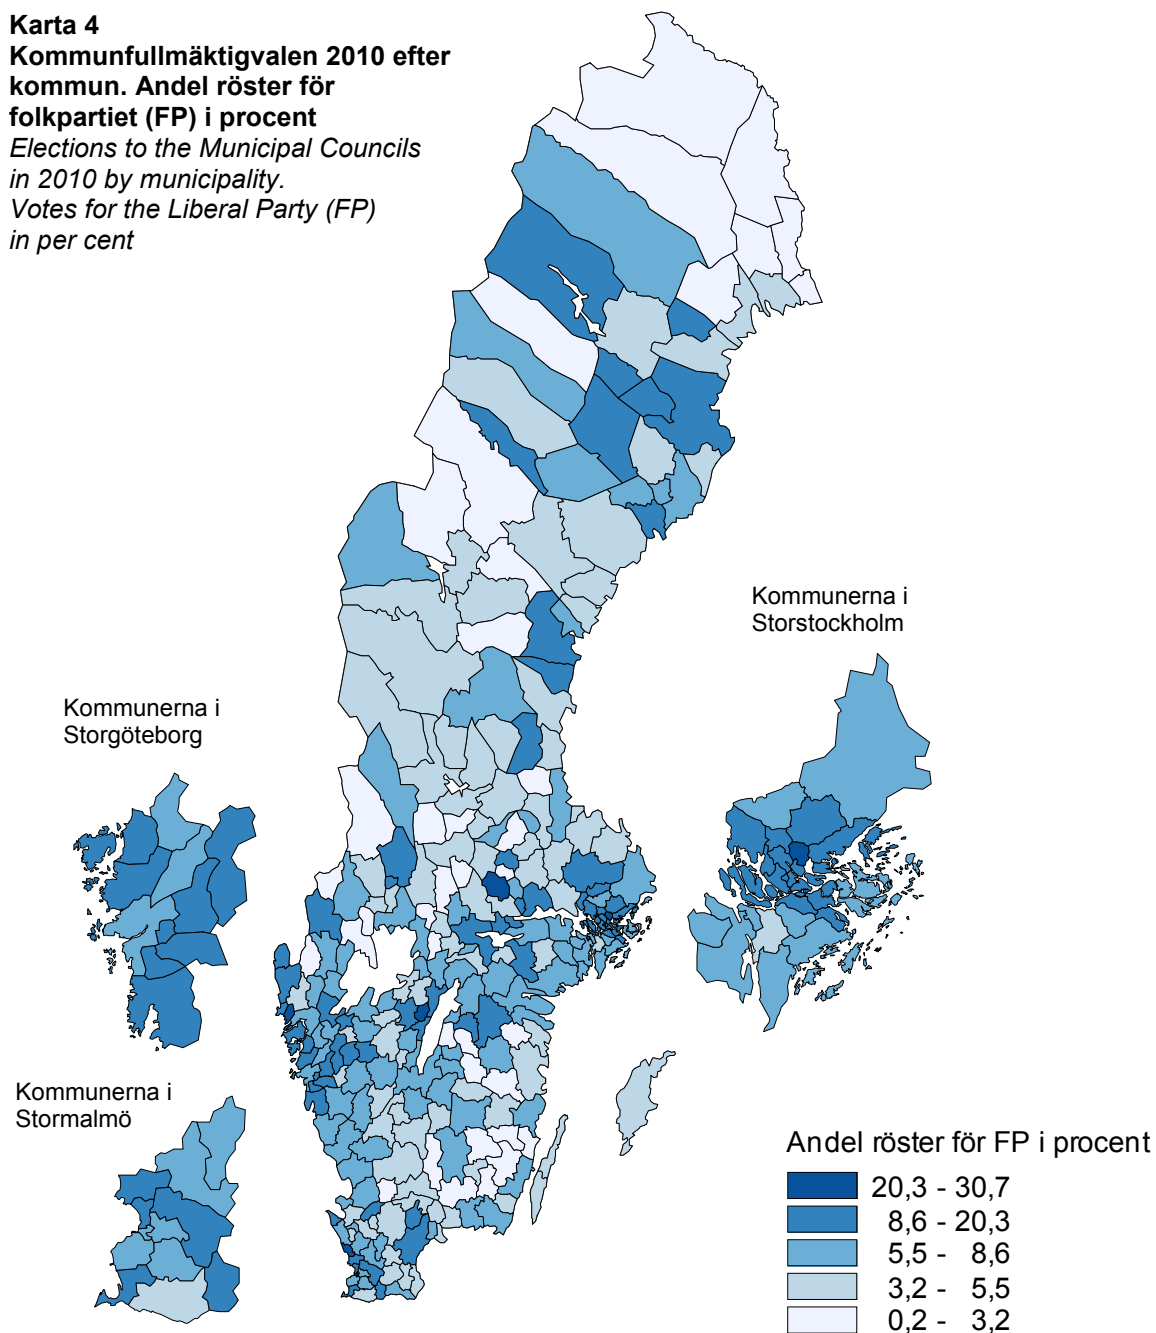 Karta 4
Kommunfullmäktigvalen 2010 efter
kommun. Andel röster för
folkpartiet (FP) i procent
Elections to the Municipal Councils
in 2010 by municipality.
Votes for the Liberal Party (FP)
in per cent
Kommunerna i
Storstockholm
Kommunerna i
Storgöteborg
Kommunerna i
Stormalmö
Andel röster för FP i procent
20,3 - 30,7
8,6 - 20,3
5,5 - 8,6
3,2 - 5,5
0,2 - 3,2